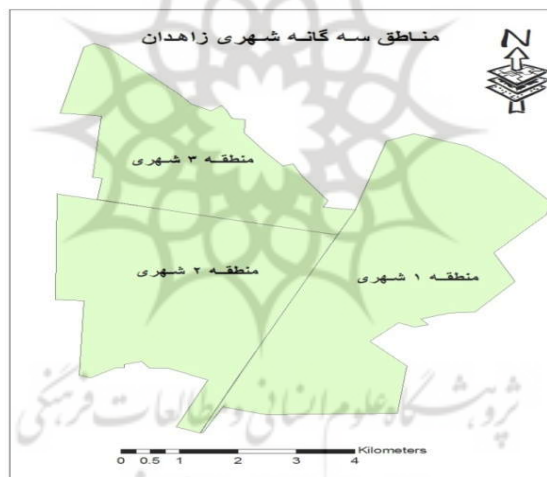 مناطق سه گانه شهری زاهدان
N
منطقه ۳ شهری
منطقه ۲ شهری
منطقه ۱ شهری
پژوهشگاه علوم انسانی و مطالعات فرهنگی
Kilometers
0 0.5 1 2 3 4